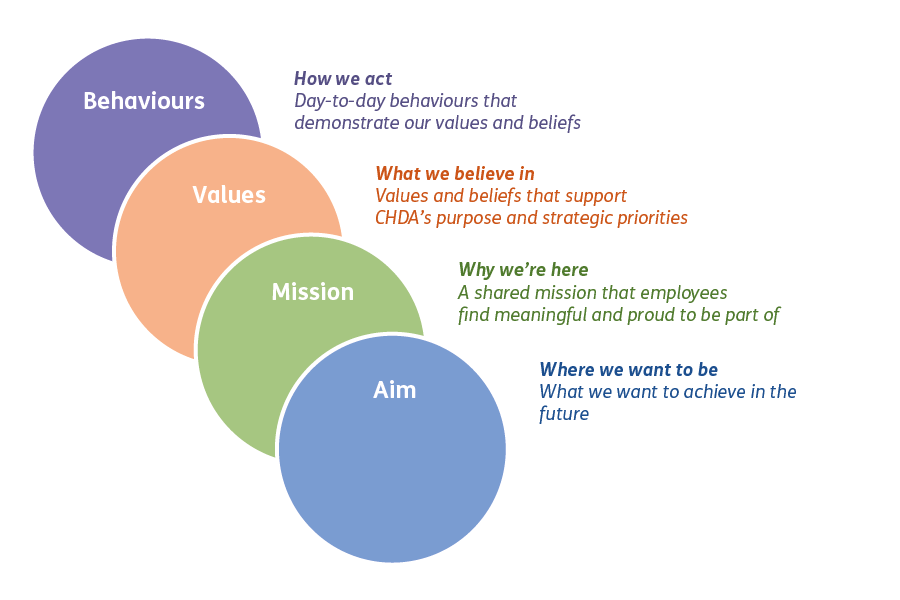 Behaviours
How we act
Day-to-day behaviours that
demonstrate our values and beliefs
Values
What we believe in
Values and beliefs that support
CHDA’s purpose and strategic priorities
Mission
Why we’re here
A shared mission that employees
find meaningful and proud to be part of
Aim
Where we want to be
What we want to achieve in the
future